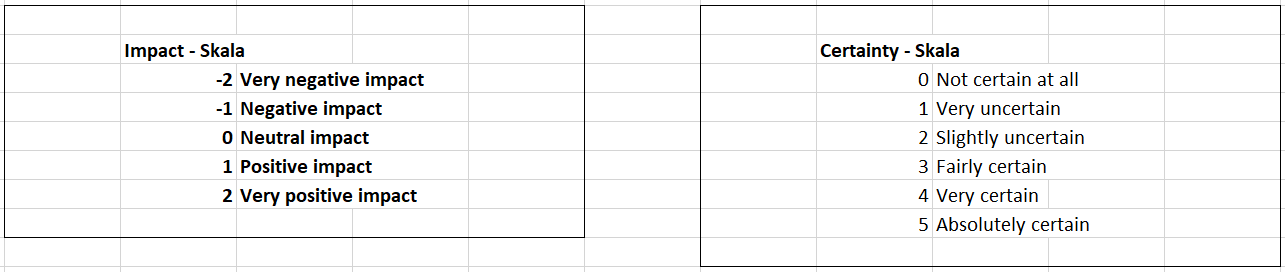 Impact - Skala
-2 Very negative impact
-1 Negative impact
0 Neutral impact
1 Positive impact
2 Very positive impact
Certainty - Skala
0 Not certain at all
1 Very uncertain
2 Slightly uncertain
3 Fairly certain
4 Very certain
5 Absolutely certain